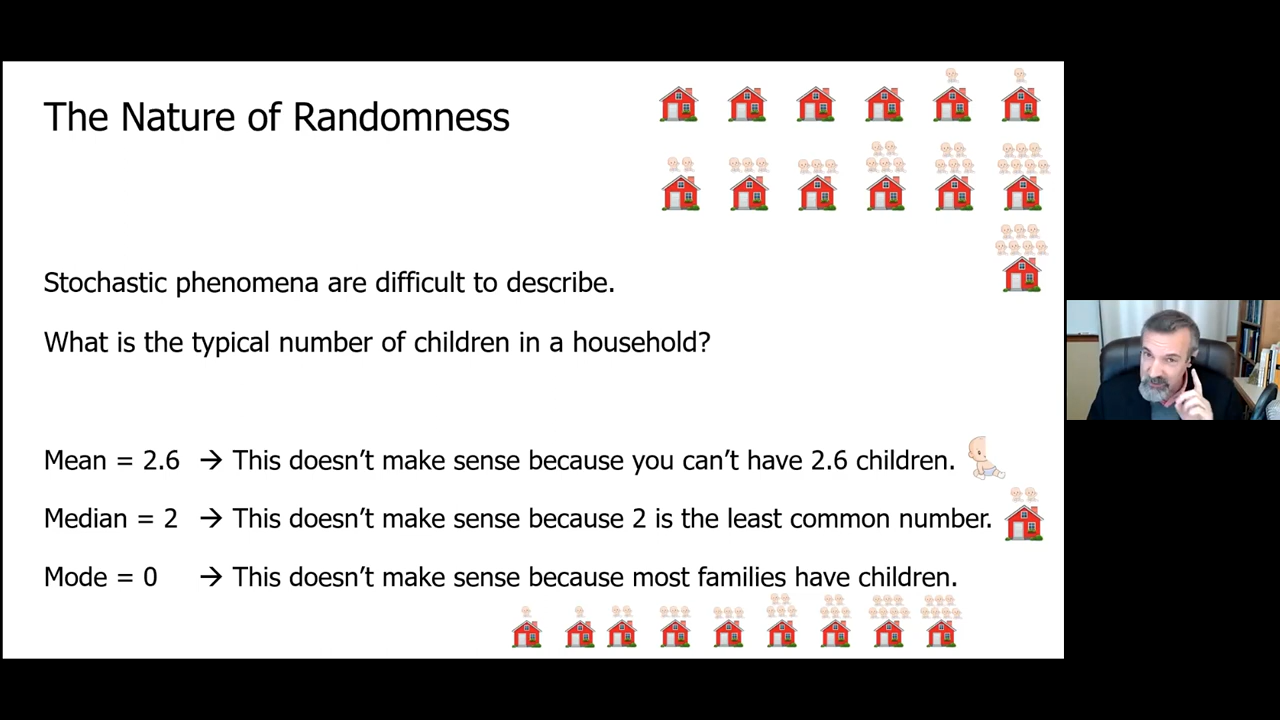 The Nature of Randomness
Stochastic phenomena are difficult to describe.
What is the typical number of children in a household?
Mean = 2.6 → This doesn’t make sense because you can’t have 2.6 children.
Median = 2 → This doesn’t make sense because 2 is the least common number.
Mode = 0 → This doesn’t make sense because most families have children.